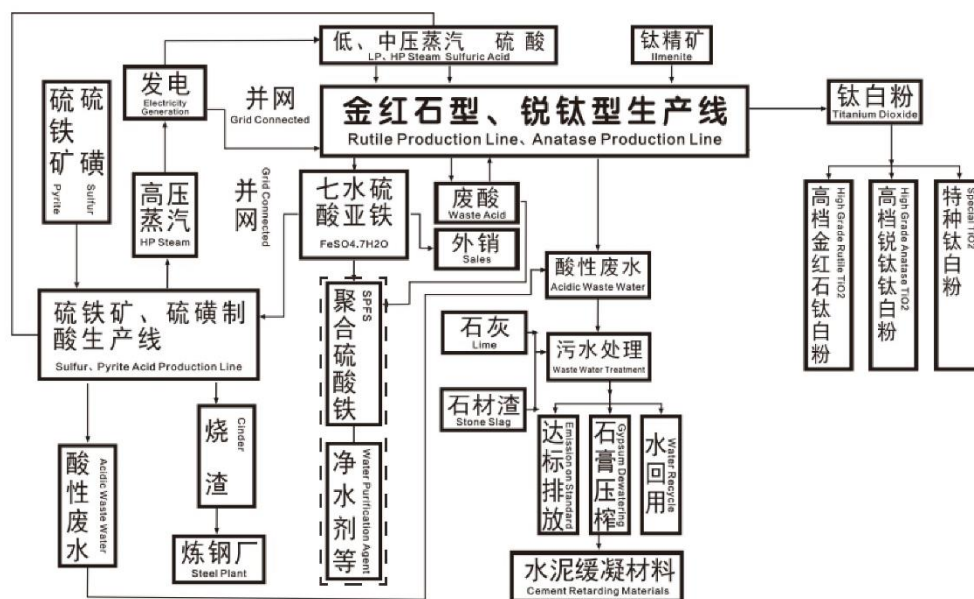 低、中压蒸汽 硫酸
LP、HP Steam Sulfuric Acid
钛精矿
Ilmenite
发电
Electricity
Generation
并网
Grid Connected
金红石型、锐钛型生产线
Rutile Production Line、Anatase Production Line
钛白粉
Titanium Dioxide
硫铁矿
Pyrite
硫磺
Sulfur
高压
蒸汽
HP Steam
并网
Grid Connected
七水硫
酸亚铁
FeSO4.7H2O
废酸
Waste Acid
外销
Sales
酸性废水
Acidic Waste Water
高档金红石钛白粉
High Grade Rutile TiO2
高档锐钛钛白粉
High Grade Anatase TiO2
特种钛白粉
Special TiO2
硫铁矿、硫磺制
酸生产线
Sulfur、Pyrite Acid Production Line
聚合硫酸铁
SPFS
石灰
Lime
污水处理
Waste Water Treatment
石材渣
Stone Slag
酸性废水
Acidic Waste Water
烧渣
Cinder
炼钢厂
Steel Plant
净水剂等
Water Purification Agent
达标排放
Emission on Standard
石膏压榨
Gypsum Dewatering
水回用
Water Recycle
水泥缓凝材料
Cement Retarding Materials